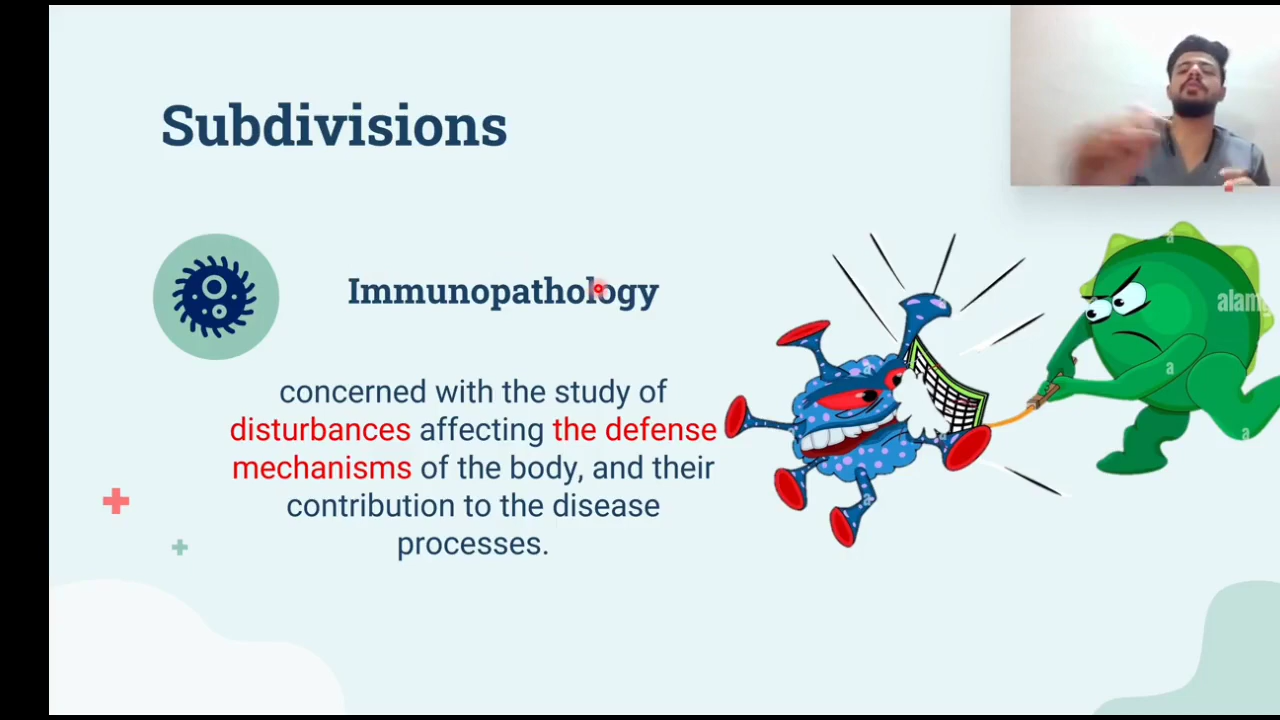 Subdivisions
Immunopathology
concerned with the study of
disturbances affecting the defense
mechanisms of the body, and their
contribution to the disease
processes.
a
alamy
a
a
a
a
a
a